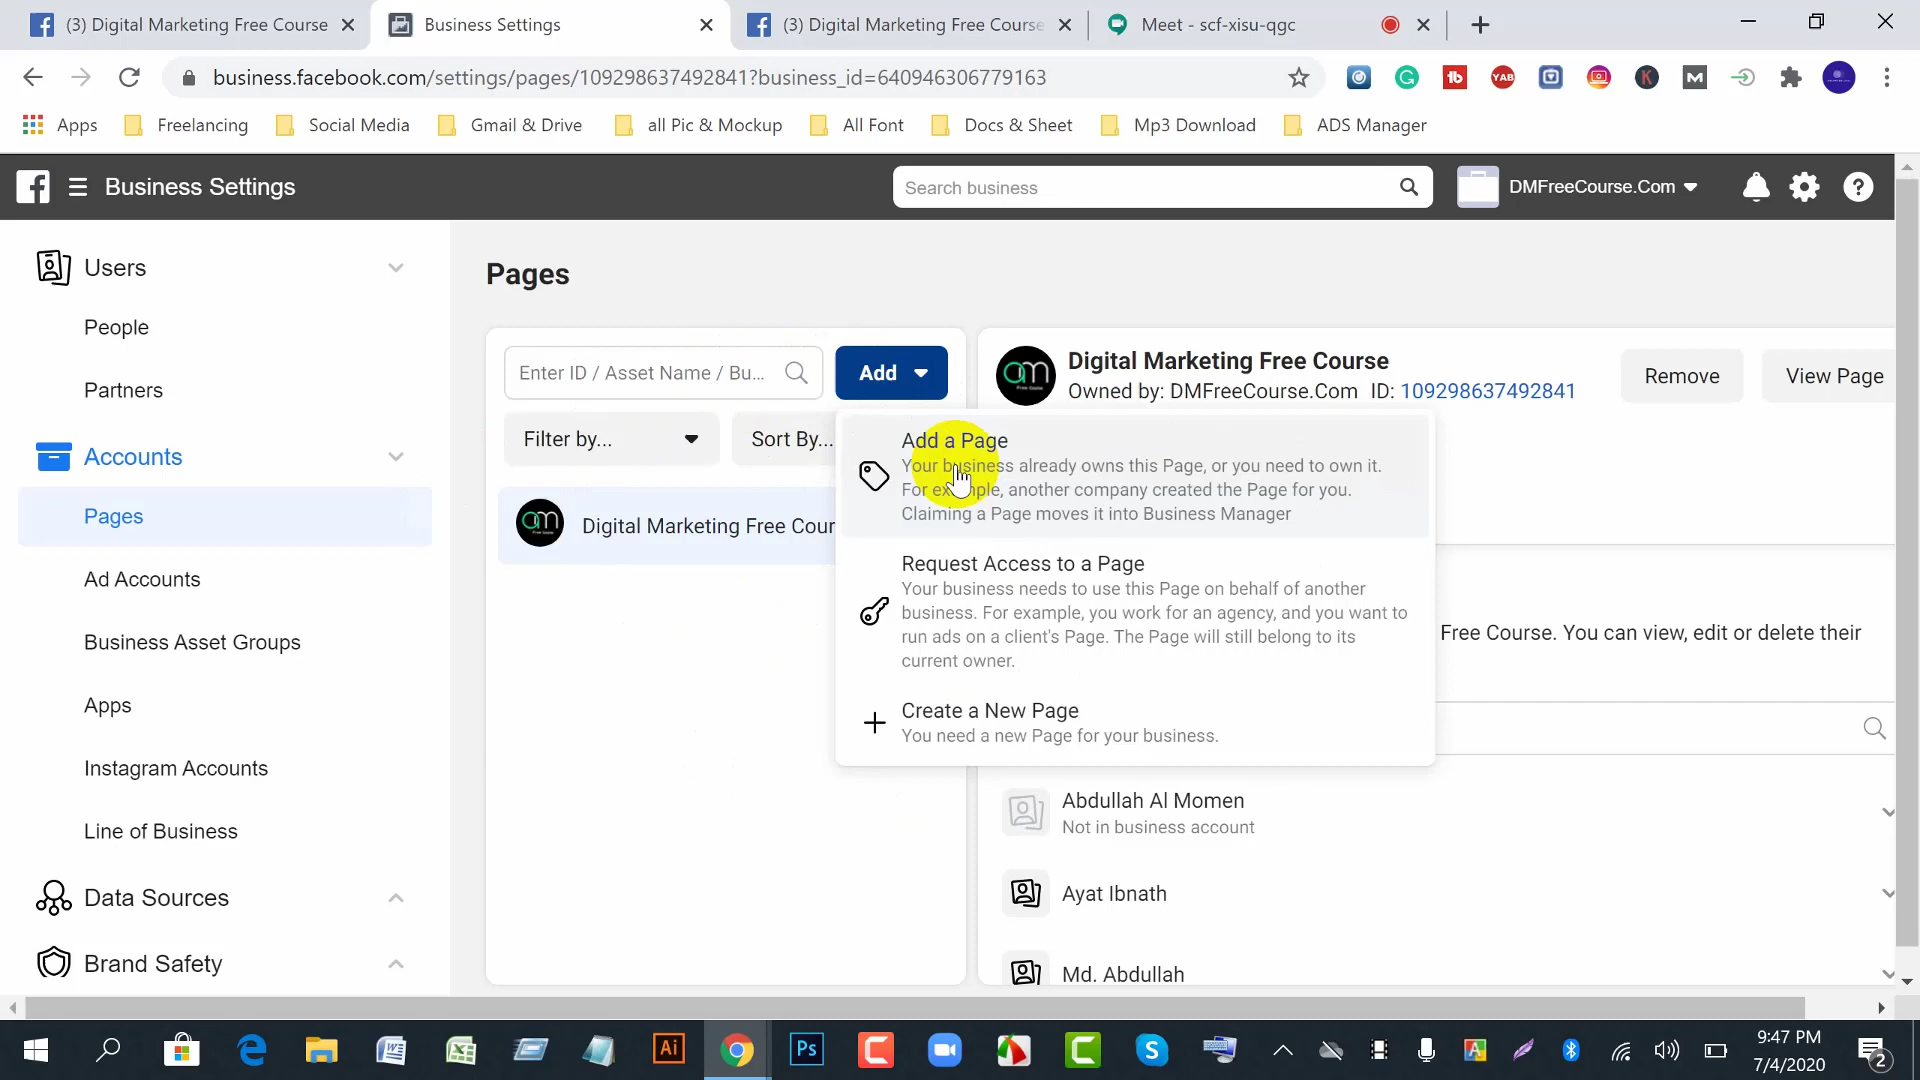 (3) Digital Marketing Free Course
Business Settings
(3) Digital Marketing Free Course
Meet - scf-xisu-qgc
business.facebook.com/settings/pages/109298637492841?business_id=640946306779163
YAB
K
M
Apps
Freelancing
Social Media
Gmail & Drive
all Pic & Mockup
All Font
Docs & Sheet
Mp3 Download
ADS Manager
Business Settings
Search business
DMFreeCourse.Com
Users
People
Partners
Accounts
Pages
Ad Accounts
Business Asset Groups
Apps
Instagram Accounts
Line of Business
Data Sources
Brand Safety
Pages
Enter ID / Asset Name / Bu...
Add
Filter by...
Sort By...
Digital Marketing Free Cour
Add a Page
Your business already owns this Page, or you need to own it.
For example, another company created the Page for you.
Claiming a Page moves it into Business Manager
Request Access to a Page
Your business needs to use this Page on behalf of another
business. For example, you work for an agency, and you want to
run ads on a client's Page. The Page will still belong to its
current owner.
Create a New Page
You need a new Page for your business.
Digital Marketing Free Course
Owned by: DMFreeCourse.Com ID: 109298637492841
Remove
View Page
Free Course. You can view, edit or delete their
Abdullah Al Momen
Not in business account
Ayat Ibnath
Md. Abdullah
Ai
Ps
9:47 PM
7/4/2020
2